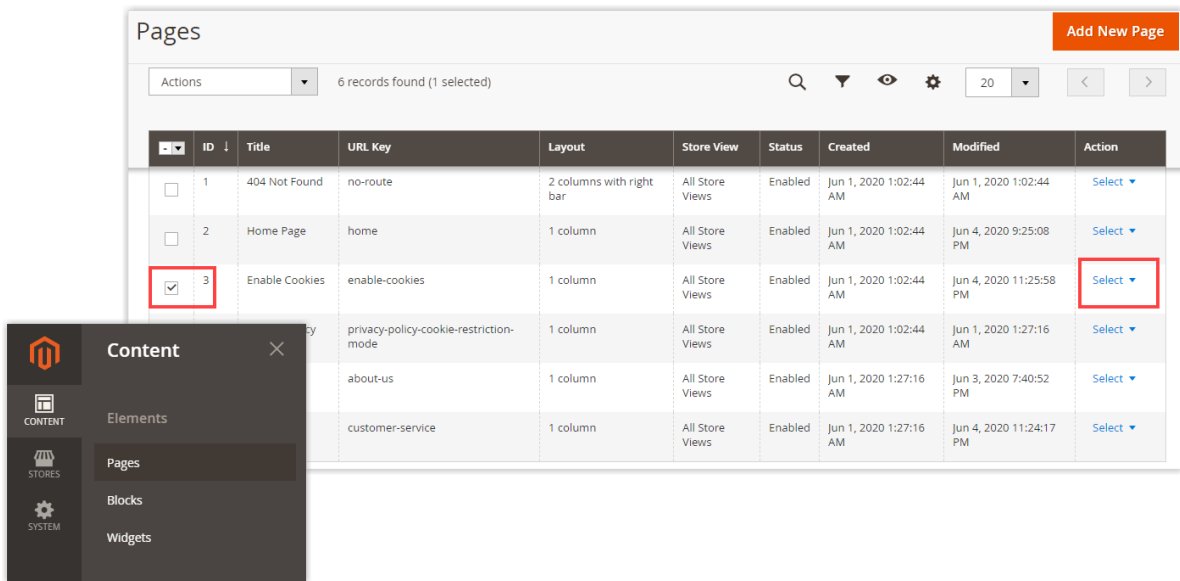 Pages
Add New Page
Actions
6 records found (1 selected)
20
ID ↓ Title URL Key Layout Store View Status Created Modified Action
1 404 Not Found no-route 2 columns with right All Store Enabled Jun 1, 2020 1:02:44 Jun 1, 2020 1:02:44 Select
bar Views AM AM
2 Home Page home 1 column All Store Enabled Jun 1, 2020 1:02:44 Jun 4, 2020 9:25:08 Select
Views AM PM
3 Enable Cookies enable-cookies 1 column All Store Enabled Jun 1, 2020 1:02:44 Jun 4, 2020 11:25:58 Select
Views AM PM
cy privacy-policy-cookie-restriction- 1 column All Store Enabled Jun 1, 2020 1:02:44 Jun 1, 2020 1:27:16 Select
mode Views AM AM
about-us 1 column All Store Enabled Jun 1, 2020 1:27:16 Jun 3, 2020 7:40:52 Select
Views AM PM
customer-service 1 column All Store Enabled Jun 1, 2020 1:27:16 Jun 4, 2020 11:24:17 Select
Views AM PM
CONTENT
STORES
SYSTEM
Content
Elements
Pages
Blocks
Widgets